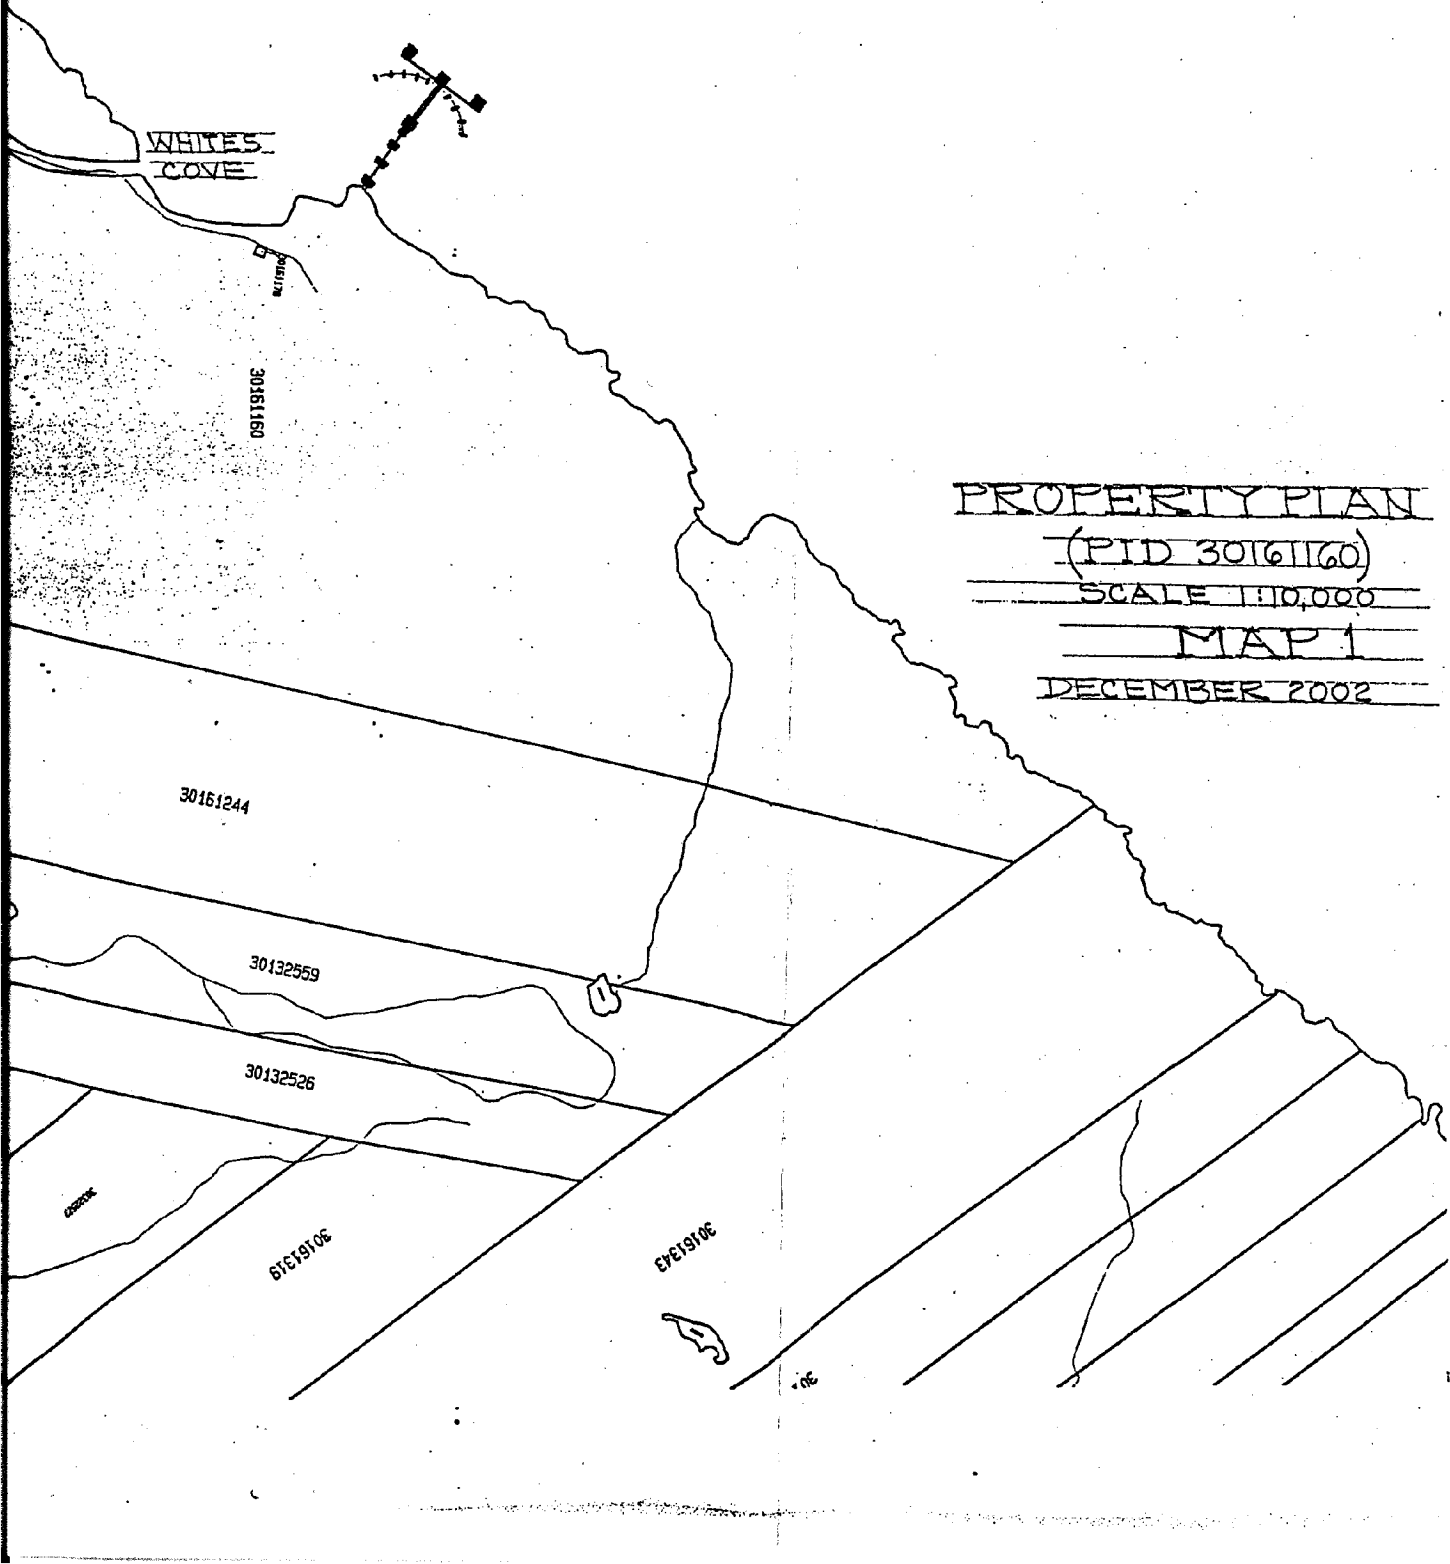 WHITES
COVE
30161160
PROPERTY PLAN
(PID 30161160)
SCALE 1:10,000
MAP 1
DECEMBER 2002
30161244
30132559
30132526
30161319
30161343